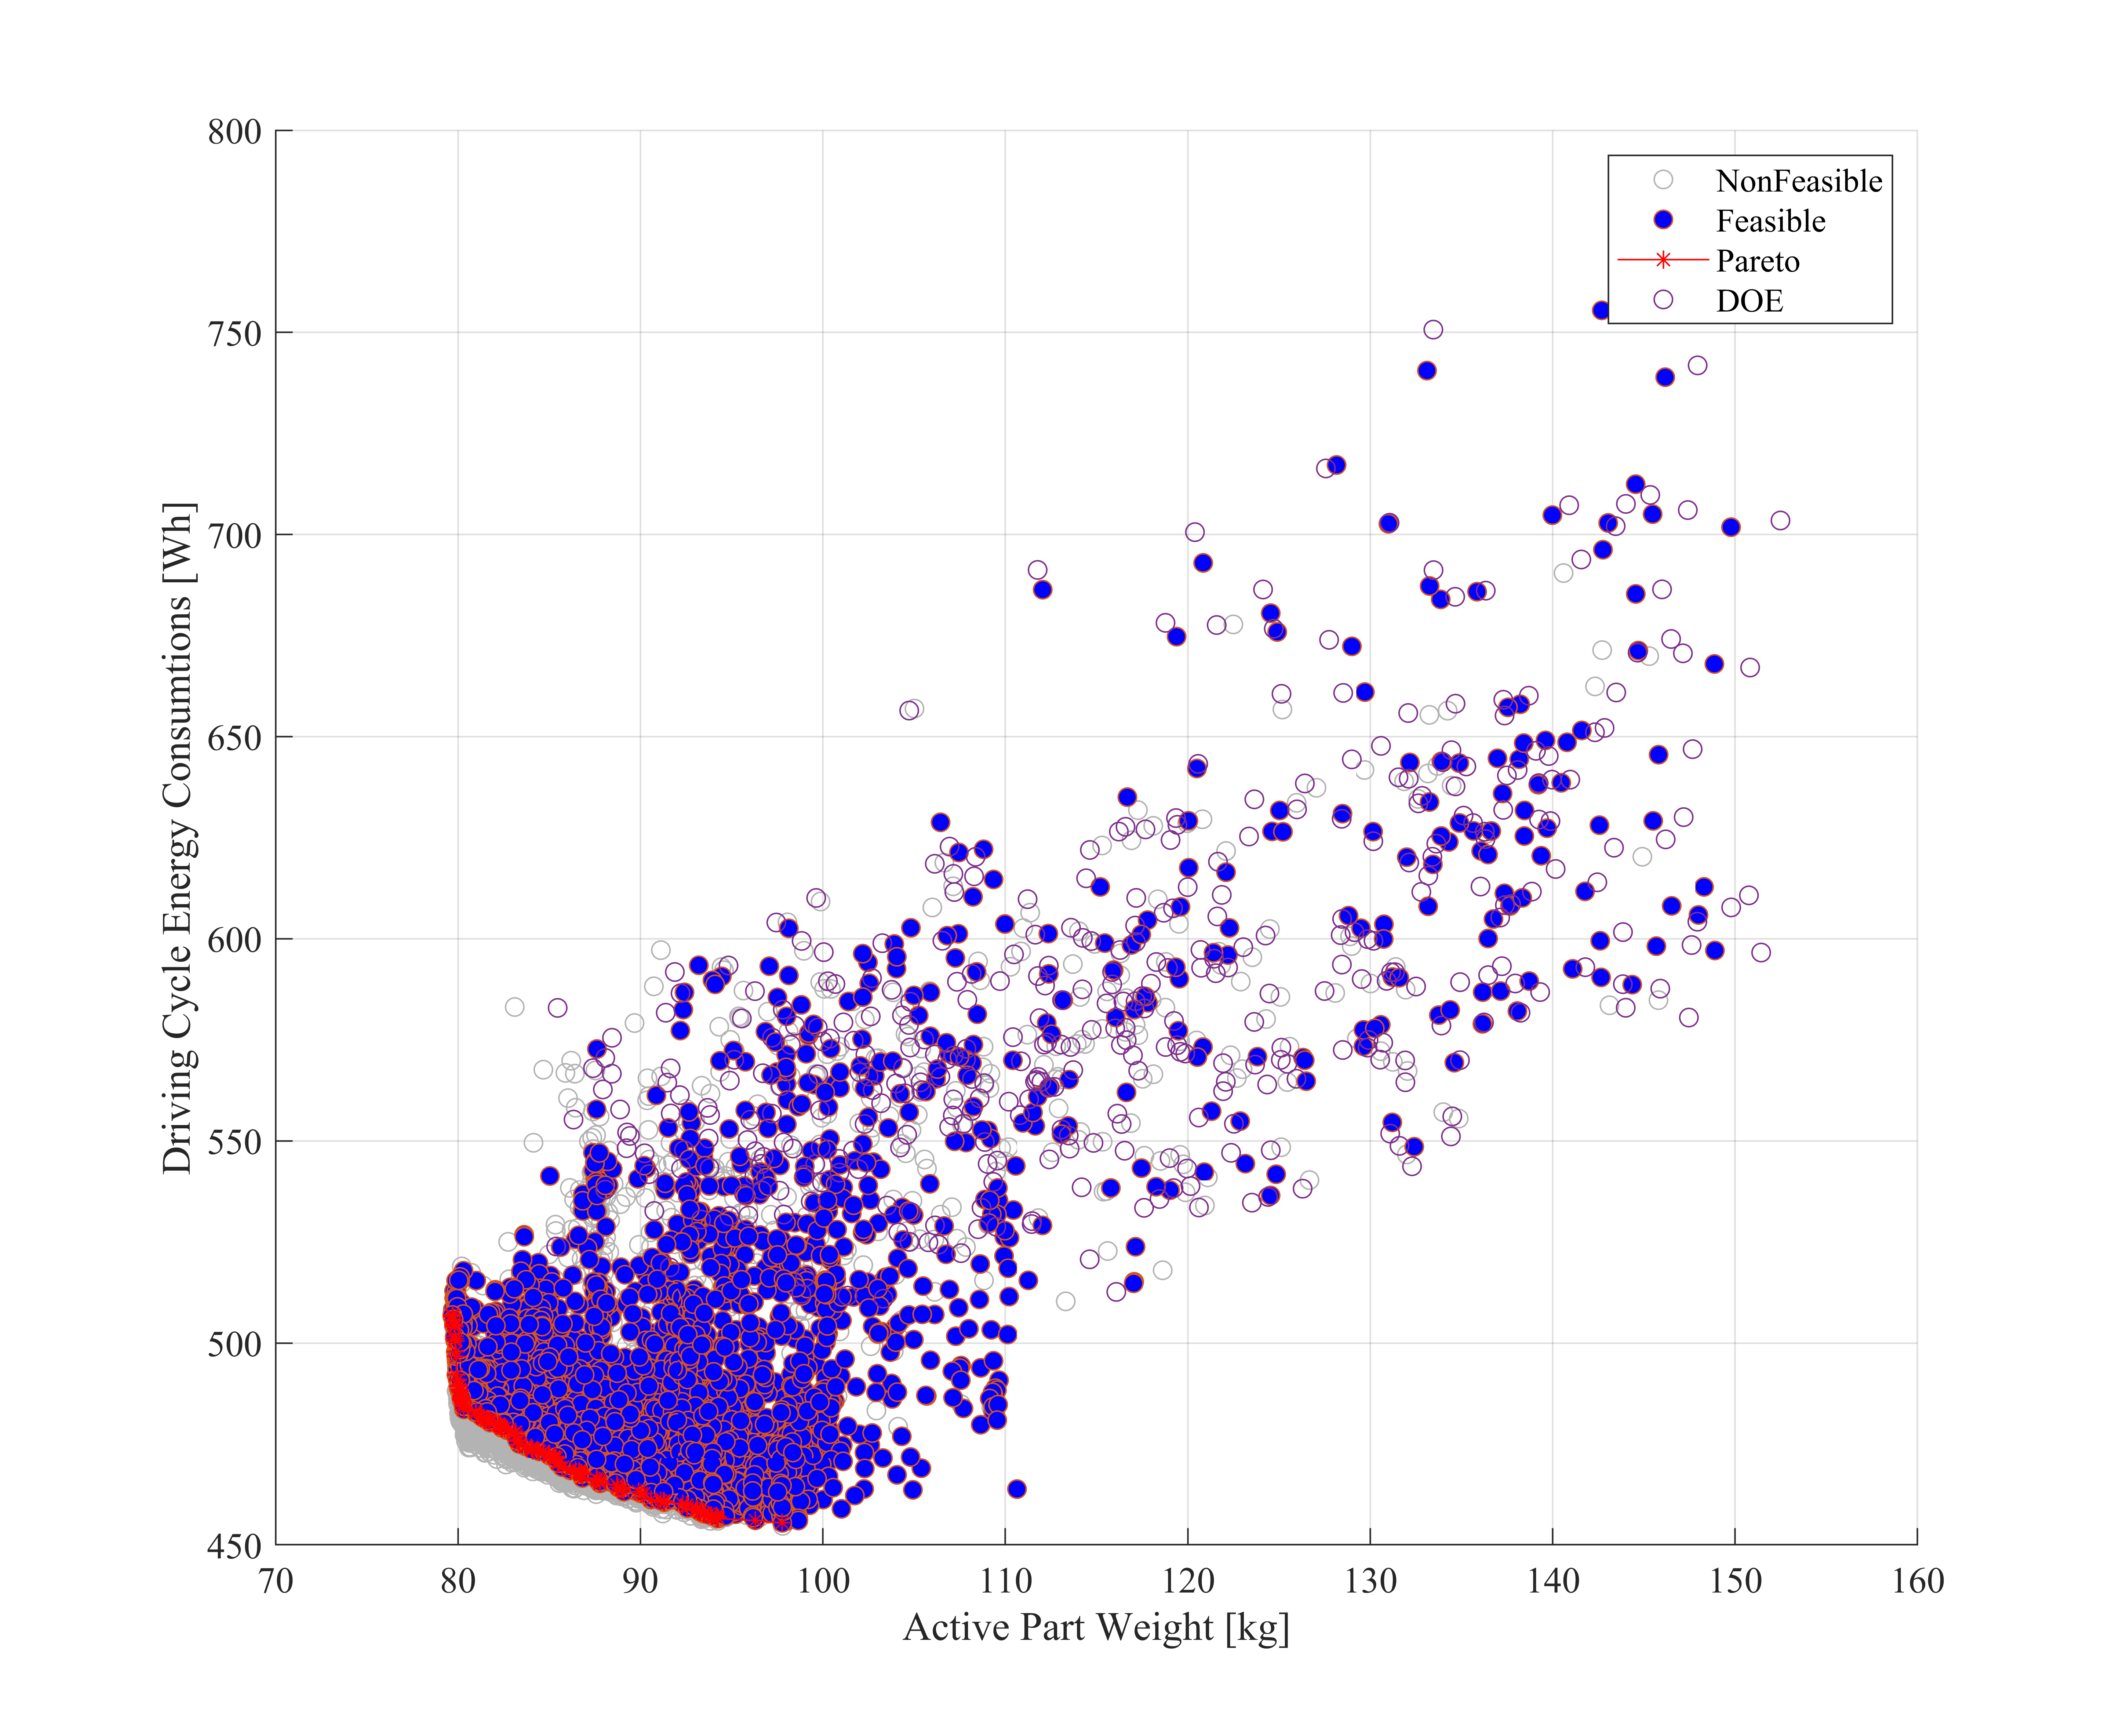 800
750
700
650
600
550
500
450
Driving Cycle Energy Consumtions [Wh]
NonFeasible
Feasible
Pareto
DOE
70 80 90 100 110 120 130 140 150 160
Active Part Weight [kg]